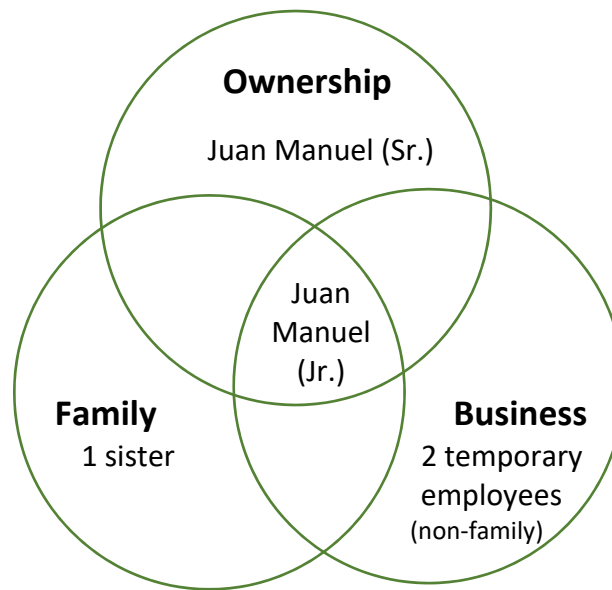 Ownership
Juan Manuel (Sr.)
Juan
Manuel
(Jr.)
Family
1 sister
Business
2 temporary
employees
(non-family)